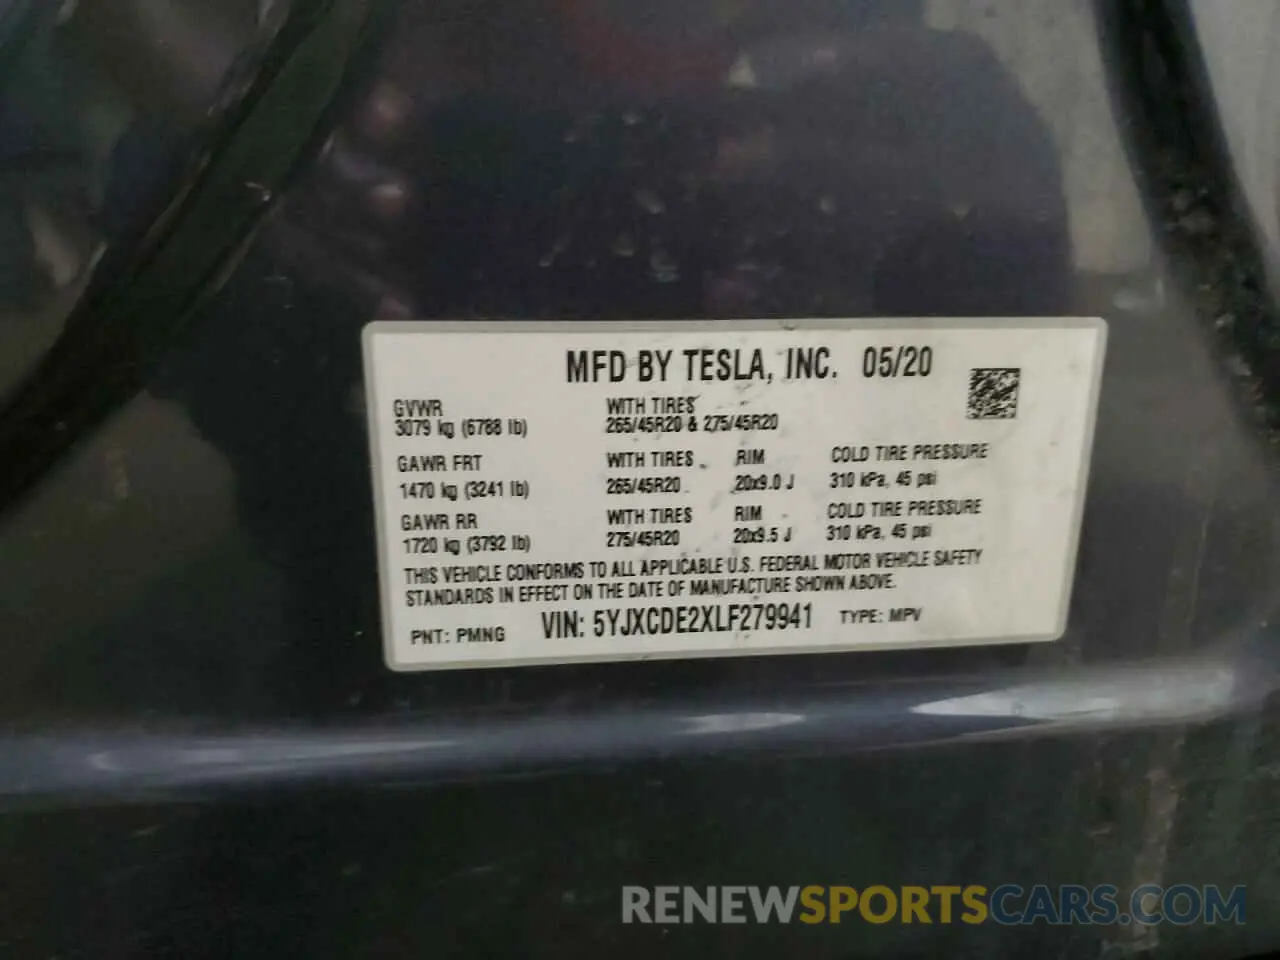 MFD BY TESLA, INC. 05/20
GVWR WITH TIRES
3079 kg (6788 lb) 265/45R20 & 275/45R20
GAWR FRT WITH TIRES RIM COLD TIRE PRESSURE
1470 kg (3241 lb) 265/45R20 20x9.0 J 310 kPa, 45 psi
GAWR RR WITH TIRES RIM COLD TIRE PRESSURE
1720 kg (3792 lb) 275/45R20 20x9.5 J 310 kPa, 45 psi
THIS VEHICLE CONFORMS TO ALL APPLICABLE U.S. FEDERAL MOTOR VEHICLE SAFETY
STANDARDS IN EFFECT ON THE DATE OF MANUFACTURE SHOWN ABOVE.
PNT: PMNG VIN: 5YJXCDE2XLF279941 TYPE: MPV
RENEWSPORTSCARS.COM